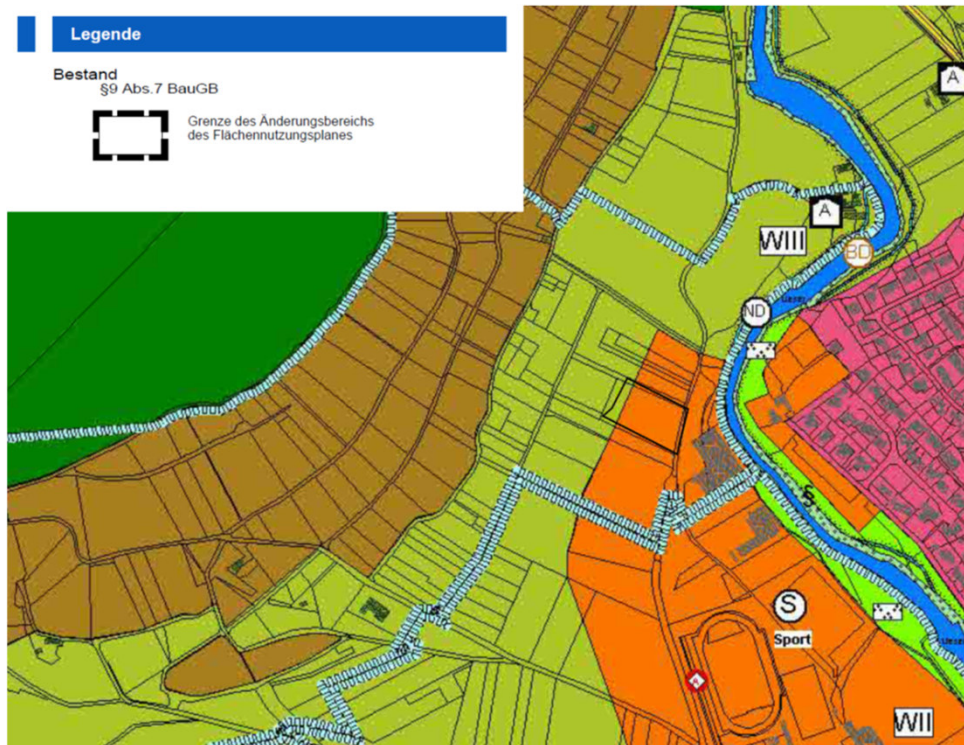 Legende
Bestand
§9 Abs.7 BauGB
Grenze des Änderungsbereichs
des Flächennutzungsplanes
A
A
WIII
BD
ND
S
Sport
WII